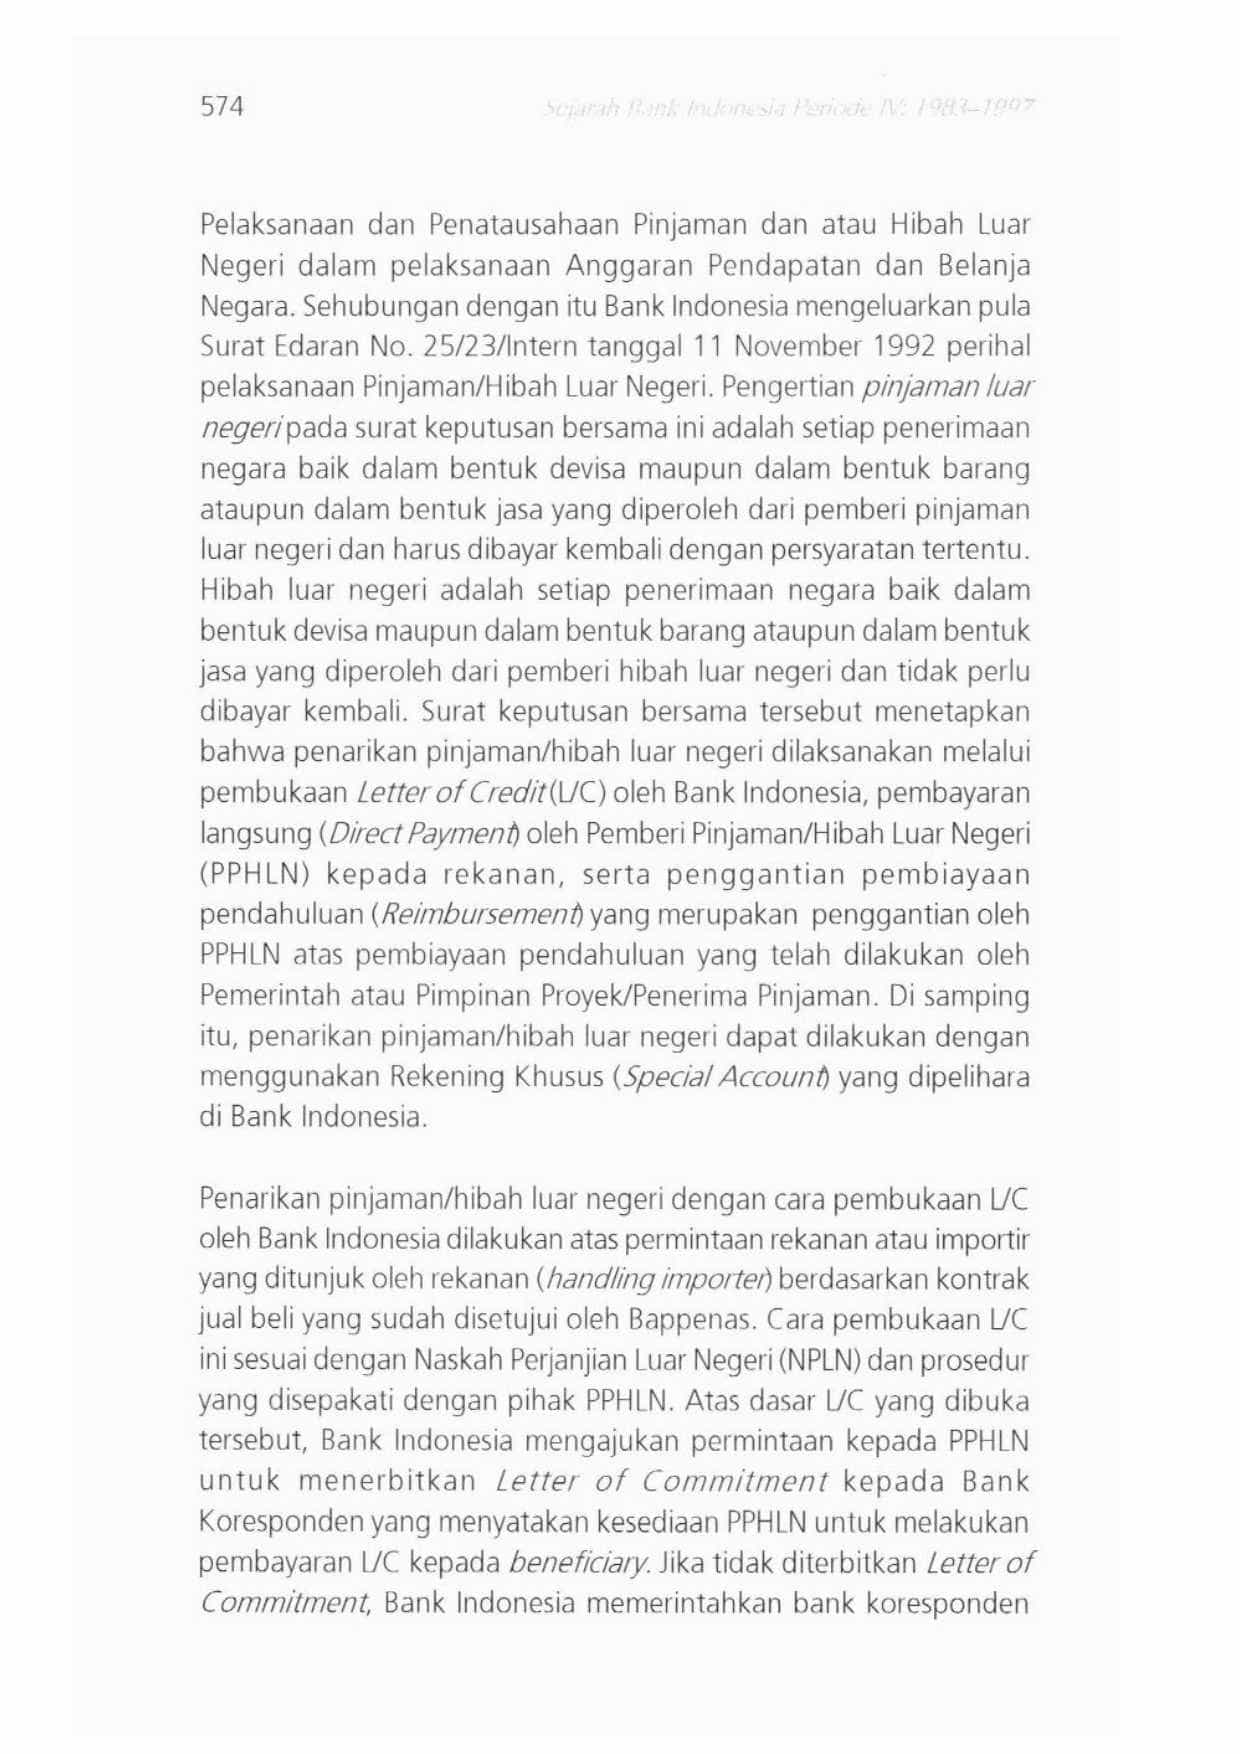 574
Sejarah Bank Indonesia Periode IV: 1983–1997
Pelaksanaan dan Penatausahaan Pinjaman dan atau Hibah Luar
Negeri dalam pelaksanaan Anggaran Pendapatan dan Belanja
Negara. Sehubungan dengan itu Bank Indonesia mengeluarkan pula
Surat Edaran No. 25/23/Intern tanggal 11 November 1992 perihal
pelaksanaan Pinjaman/Hibah Luar Negeri. Pengertian pinjaman luar
negeri pada surat keputusan bersama ini adalah setiap penerimaan
negara baik dalam bentuk devisa maupun dalam bentuk barang
ataupun dalam bentuk jasa yang diperoleh dari pemberi pinjaman
luar negeri dan harus dibayar kembali dengan persyaratan tertentu.
Hibah luar negeri adalah setiap penerimaan negara baik dalam
bentuk devisa maupun dalam bentuk barang ataupun dalam bentuk
jasa yang diperoleh dari pemberi hibah luar negeri dan tidak perlu
dibayar kembali. Surat keputusan bersama tersebut menetapkan
bahwa penarikan pinjaman/hibah luar negeri dilaksanakan melalui
pembukaan Letter of Credit (L/C) oleh Bank Indonesia, pembayaran
langsung (Direct Payment) oleh Pemberi Pinjaman/Hibah Luar Negeri
(PPHLN) kepada rekanan, serta penggantian pembiayaan
pendahuluan (Reimbursement) yang merupakan penggantian oleh
PPHLN atas pembiayaan pendahuluan yang telah dilakukan oleh
Pemerintah atau Pimpinan Proyek/Penerima Pinjaman. Di samping
itu, penarikan pinjaman/hibah luar negeri dapat dilakukan dengan
menggunakan Rekening Khusus (Special Account) yang dipelihara
di Bank Indonesia.
Penarikan pinjaman/hibah luar negeri dengan cara pembukaan L/C
oleh Bank Indonesia dilakukan atas permintaan rekanan atau importir
yang ditunjuk oleh rekanan (handling importer) berdasarkan kontrak
jual beli yang sudah disetujui oleh Bappenas. Cara pembukaan L/C
ini sesuai dengan Naskah Perjanjian Luar Negeri (NPLN) dan prosedur
yang disepakati dengan pihak PPHLN. Atas dasar L/C yang dibuka
tersebut, Bank Indonesia mengajukan permintaan kepada PPHLN
untuk menerbitkan Letter of Commitment kepada Bank
Koresponden yang menyatakan kesediaan PPHLN untuk melakukan
pembayaran L/C kepada beneficiary. Jika tidak diterbitkan Letter of
Commitment, Bank Indonesia memerintahkan bank koresponden